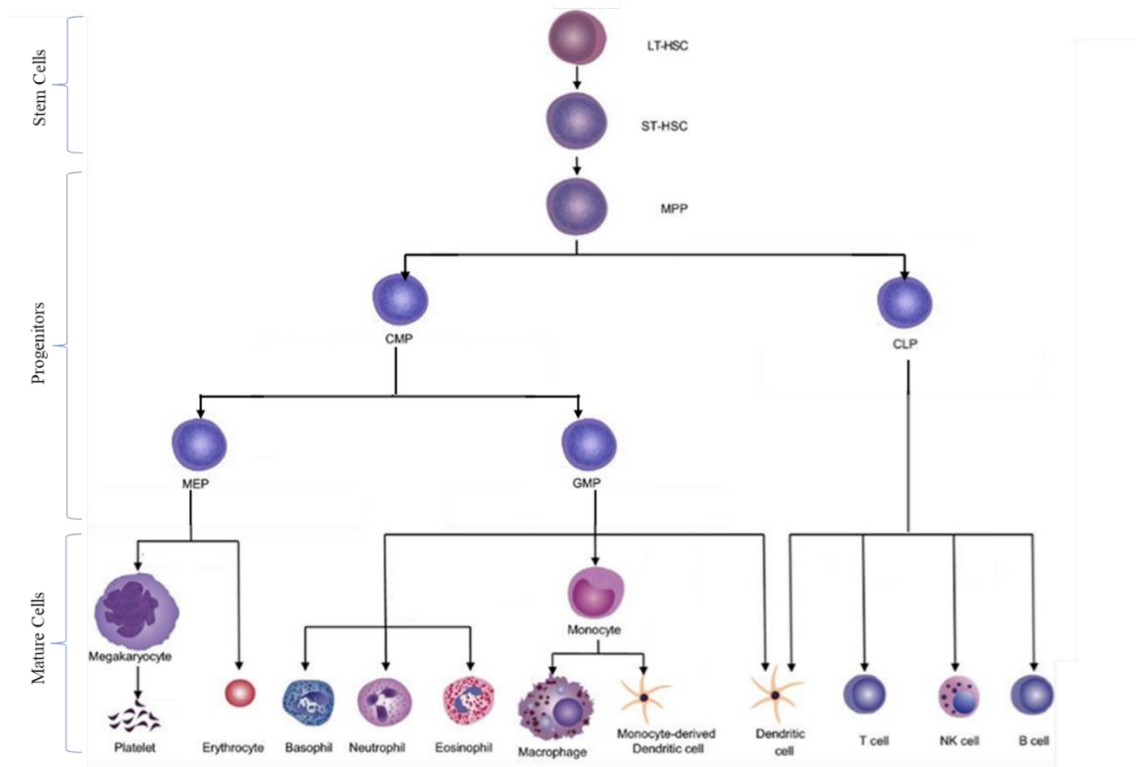 Stem Cells
LT-HSC
ST-HSC
Progenitors
MPP
CMP
CLP
MEP
GMP
Mature Cells
Monocyte
Megakaryocyte
Platelet
Erythrocyte
Basophil
Neutrophil
Eosinophil
Macrophage
Monocyte-derived
Dendritic cell
Dendritic
cell
T cell
NK cell
B cell